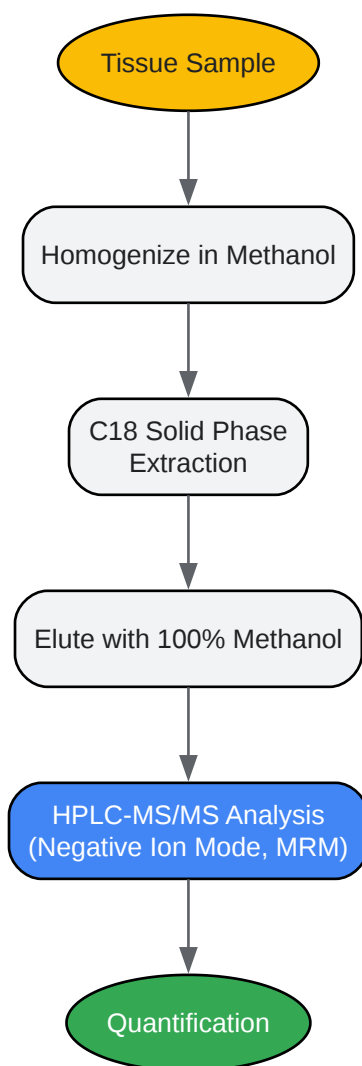 Tissue Sample
Homogenize in Methanol
C18 Solid Phase
Extraction
Elute with 100% Methanol
HPLC-MS/MS Analysis
(Negative Ion Mode, MRM)
Quantification